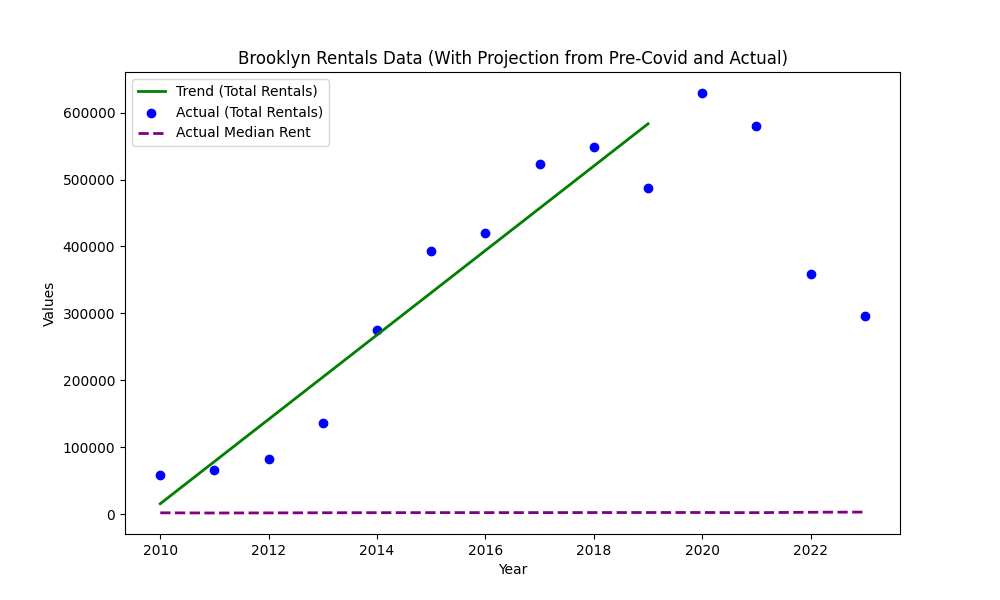 Brooklyn Rentals Data (With Projection from Pre-Covid and Actual)
Trend (Total Rentals)
Actual (Total Rentals)
Actual Median Rent
600000
500000
400000
300000
200000
100000
0
Values
2010 2012 2014 2016 2018 2020 2022
Year